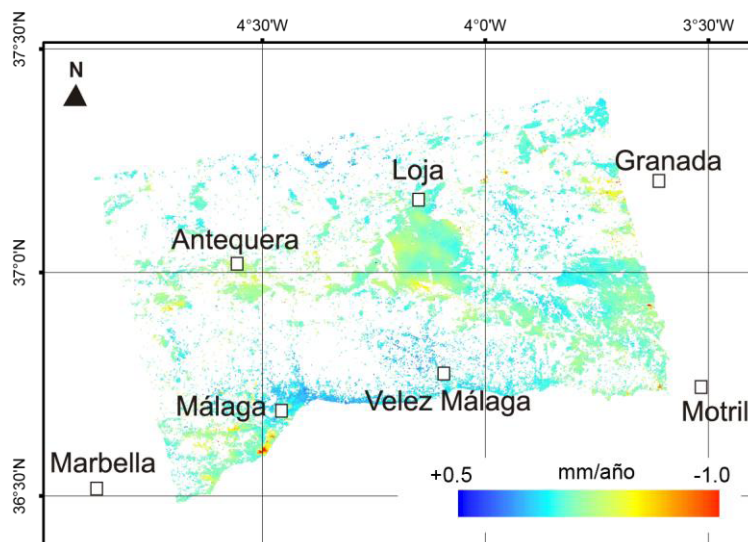 4°30'W 4°0'W 3°30'W
37°30'N
N
Loja
Granada
Antequera
37°0'N
Málaga
Velez Málaga
Motril
Marbella
36°30'N
+0.5 mm/año -1.0